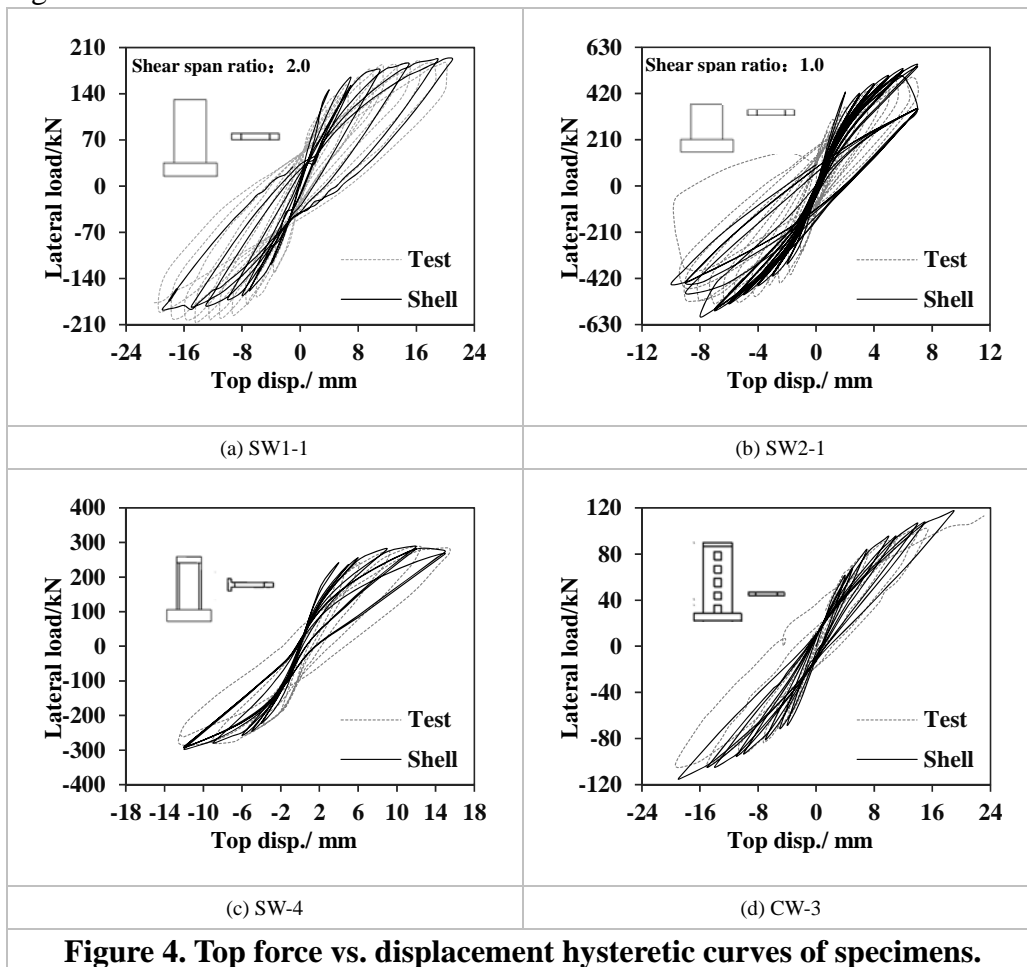 210
140
70
0
-70
-140
-210
Lateral load/kN
Shear span ratio: 2.0
Test
Shell
-24 -16 -8 0 8 16 24
Top disp./ mm
630
420
210
0
-210
-420
-630
Lateral load/kN
Shear span ratio: 1.0
Test
Shell
-12 -8 -4 0 4 8 12
Top disp./ mm
(a) SW1-1
(b) SW2-1
400
300
200
100
0
-100
-200
-300
-400
Lateral load/kN
Test
Shell
-18 -14 -10 -6 -2 2 6 10 14 18
Top disp./ mm
120
80
40
0
-40
-80
-120
Lateral load/kN
Test
Shell
-24 -16 -8 0 8 16 24
Top disp./ mm
(c) SW-4
(d) CW-3
Figure 4. Top force vs. displacement hysteretic curves of specimens.